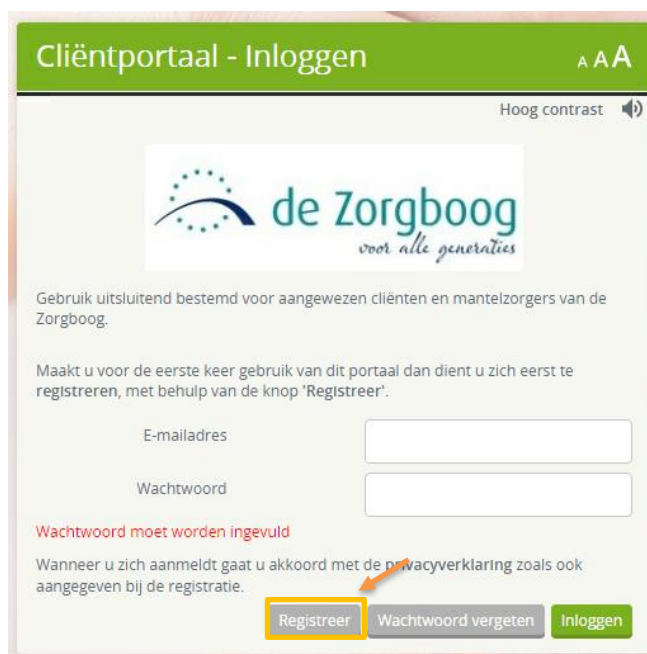 Cliëntportaal - Inloggen
A A A
Hoog contrast
de Zorgboog
voor alle generaties
Gebruik uitsluitend bestemd voor aangewezen cliënten en mantelzorgers van de
Zorgboog.
Maakt u voor de eerste keer gebruik van dit portaal dan dient u zich eerst te
registreren, met behulp van de knop 'Registreer'.
E-mailadres
Wachtwoord
Wachtwoord moet worden ingevuld
Wanneer u zich aanmeldt gaat u akkoord met de privacyverklaring zoals ook
aangegeven bij de registratie.
Registreer Wachtwoord vergeten Inloggen